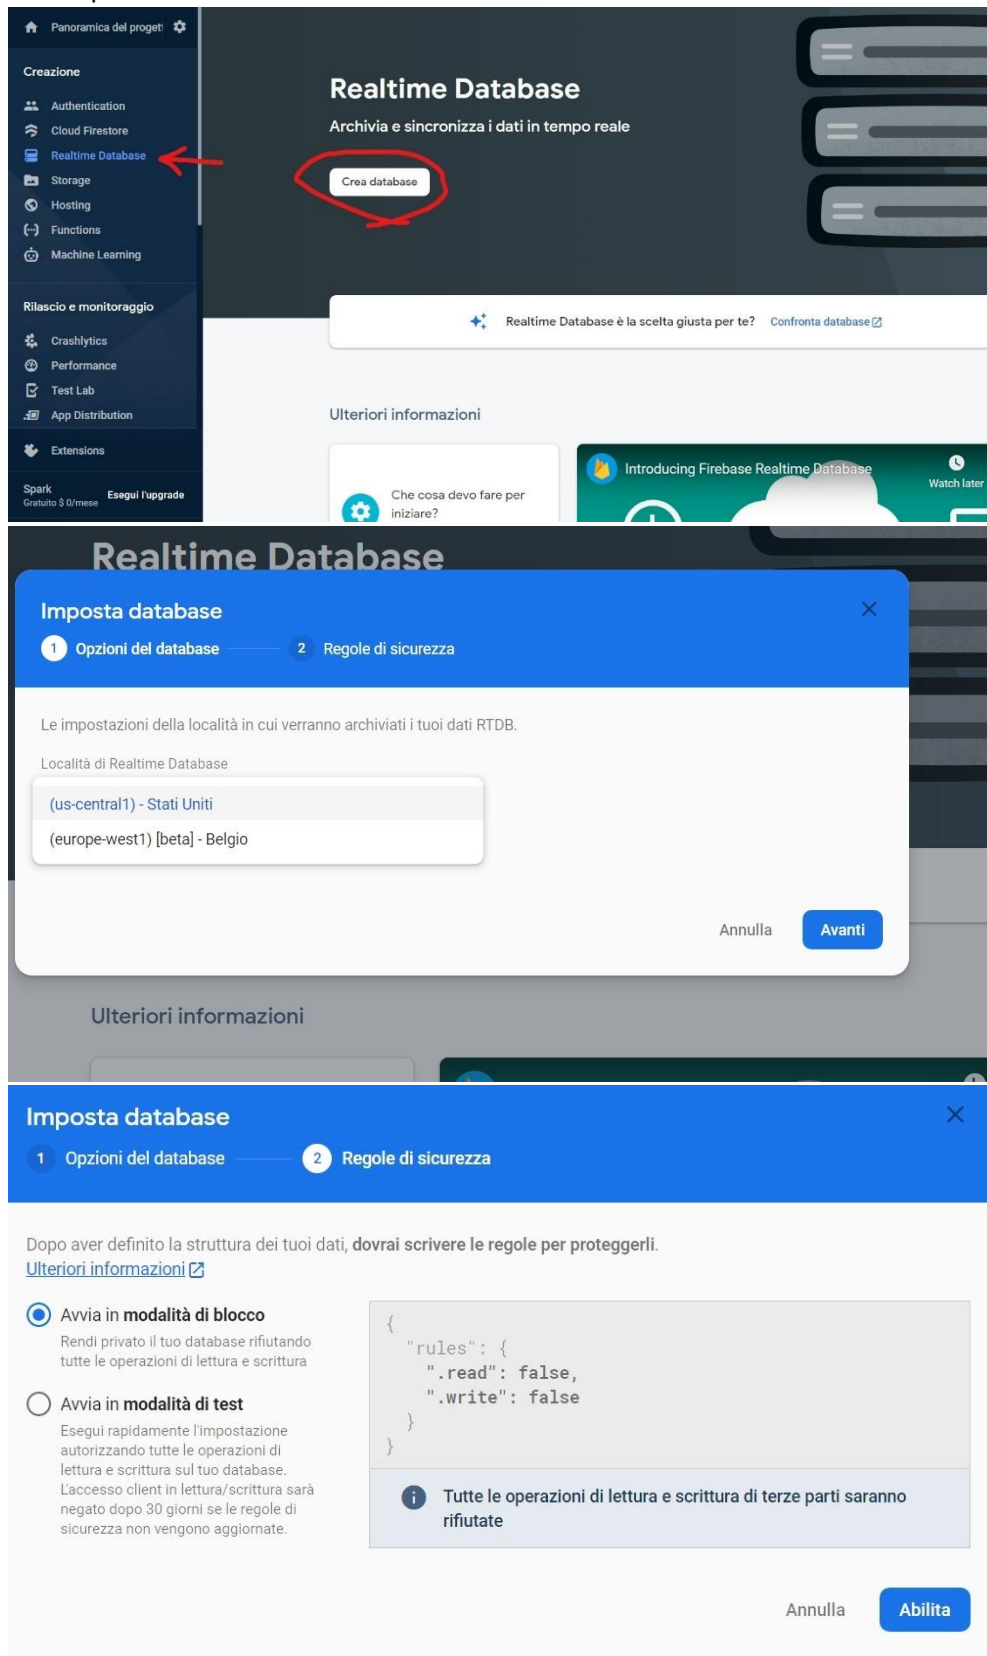 Panoramica del proget
Creazione
Authentication
Cloud Firestore
Realtime Database
Storage
Hosting
Functions
Machine Learning
Rilascio e monitoraggio
Crashlytics
Performance
Test Lab
App Distribution
Extensions
Spark
Gratuito $ 0/mese
Esegui l'upgrade
Realtime Database
Archivia e sincronizza i dati in tempo reale
Crea database
Realtime Database è la scelta giusta per te? Confronta database
Ulteriori informazioni
Che cosa devo fare per
iniziare?
Introducing Firebase Realtime Database
Watch later
Realtime Database
Imposta database
1 Opzioni del database 2 Regole di sicurezza
Le impostazioni della località in cui verranno archiviati i tuoi dati RTDB.
Località di Realtime Database
(us-central1) - Stati Uniti
(europe-west1) [beta] - Belgio
Annulla Avanti
Ulteriori informazioni
Imposta database
1 Opzioni del database 2 Regole di sicurezza
Dopo aver definito la struttura dei tuoi dati, dovrai scrivere le regole per proteggerli.
Ulteriori informazioni
Avvia in modalità di blocco
Rendi privato il tuo database rifiutando
tutte le operazioni di lettura e scrittura
Avvia in modalità di test
Esegui rapidamente l'impostazione
autorizzando tutte le operazioni di
lettura e scrittura sul tuo database.
L'accesso client in lettura/scrittura sarà
negato dopo 30 giorni se le regole di
sicurezza non vengono aggiornate.
{
"rules": {
".read": false,
".write": false
}
}
Tutte le operazioni di lettura e scrittura di terze parti saranno
rifiutate
Annulla Abilita